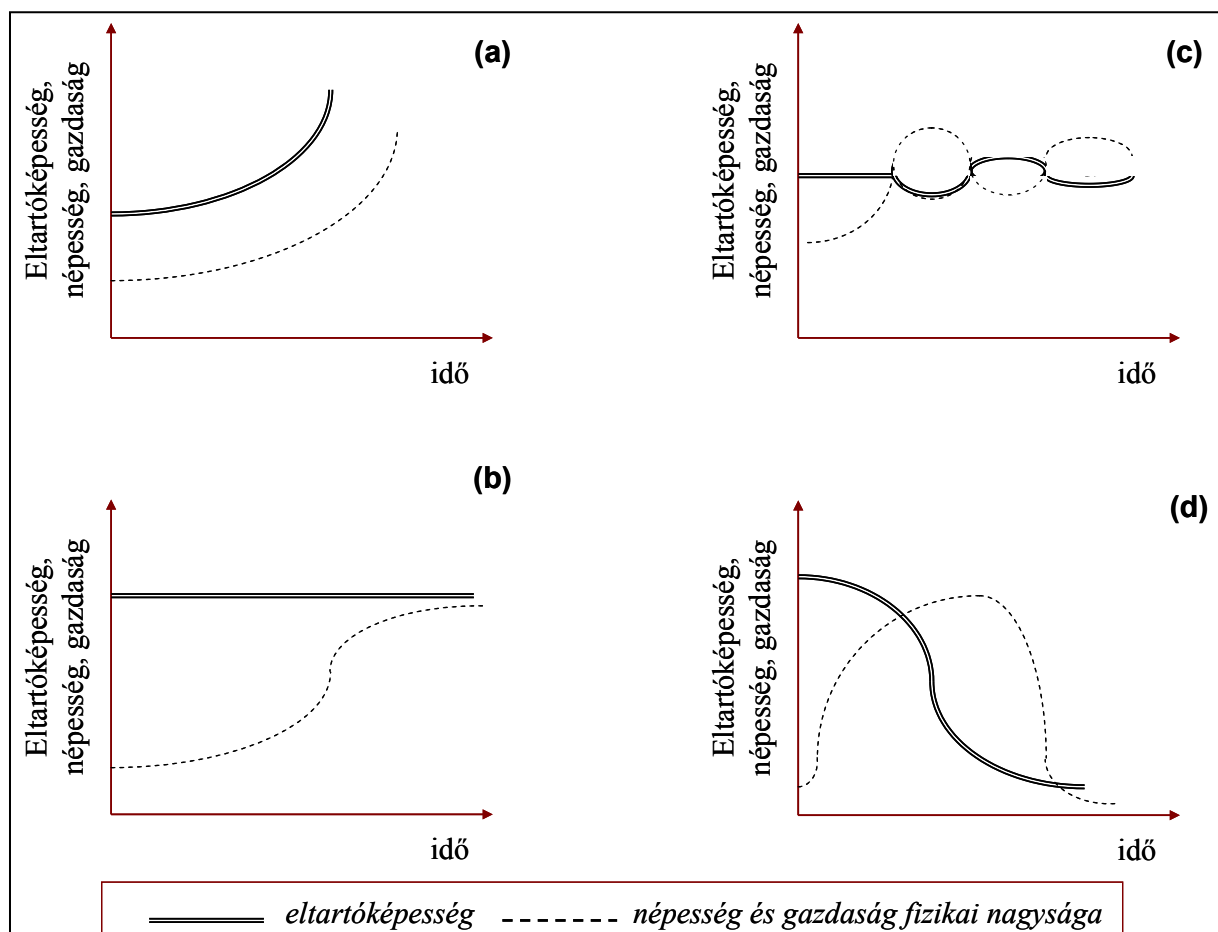 (a)
Eltartóképesség,
népesség, gazdaság
idő
(c)
Eltartóképesség,
népesség, gazdaság
idő
(b)
Eltartóképesség,
népesség, gazdaság
idő
(d)
Eltartóképesség,
népesség, gazdaság
idő
eltartóképesség népesség és gazdaság fizikai nagysága